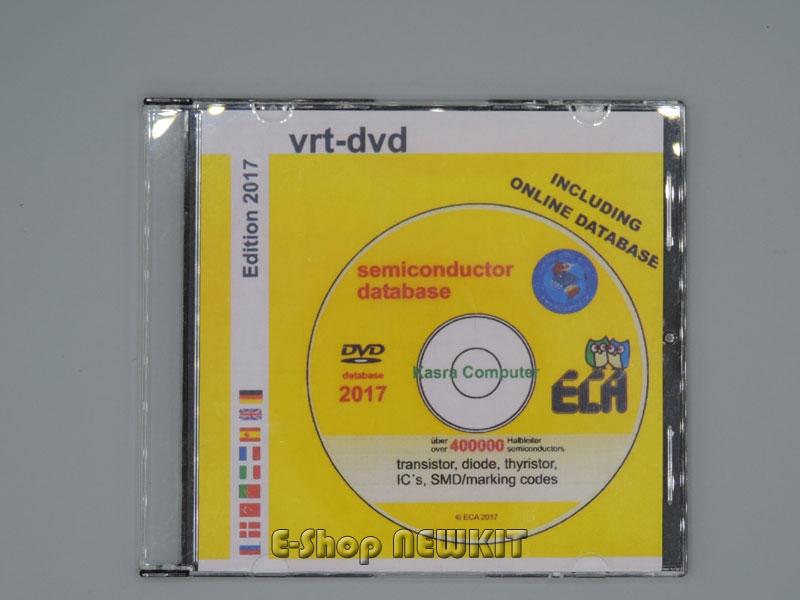 vrt-dvd
Edition 2017
INCLUDING
ONLINE DATABASE
semiconductor
database
DVD
database
2017
Kasra Computer
ECA
über 400000 Halbleiter
over semiconductors
transistor, diode, thyristor,
IC´s, SMD/marking codes
© ECA 2017
E-Shop NEWKIT